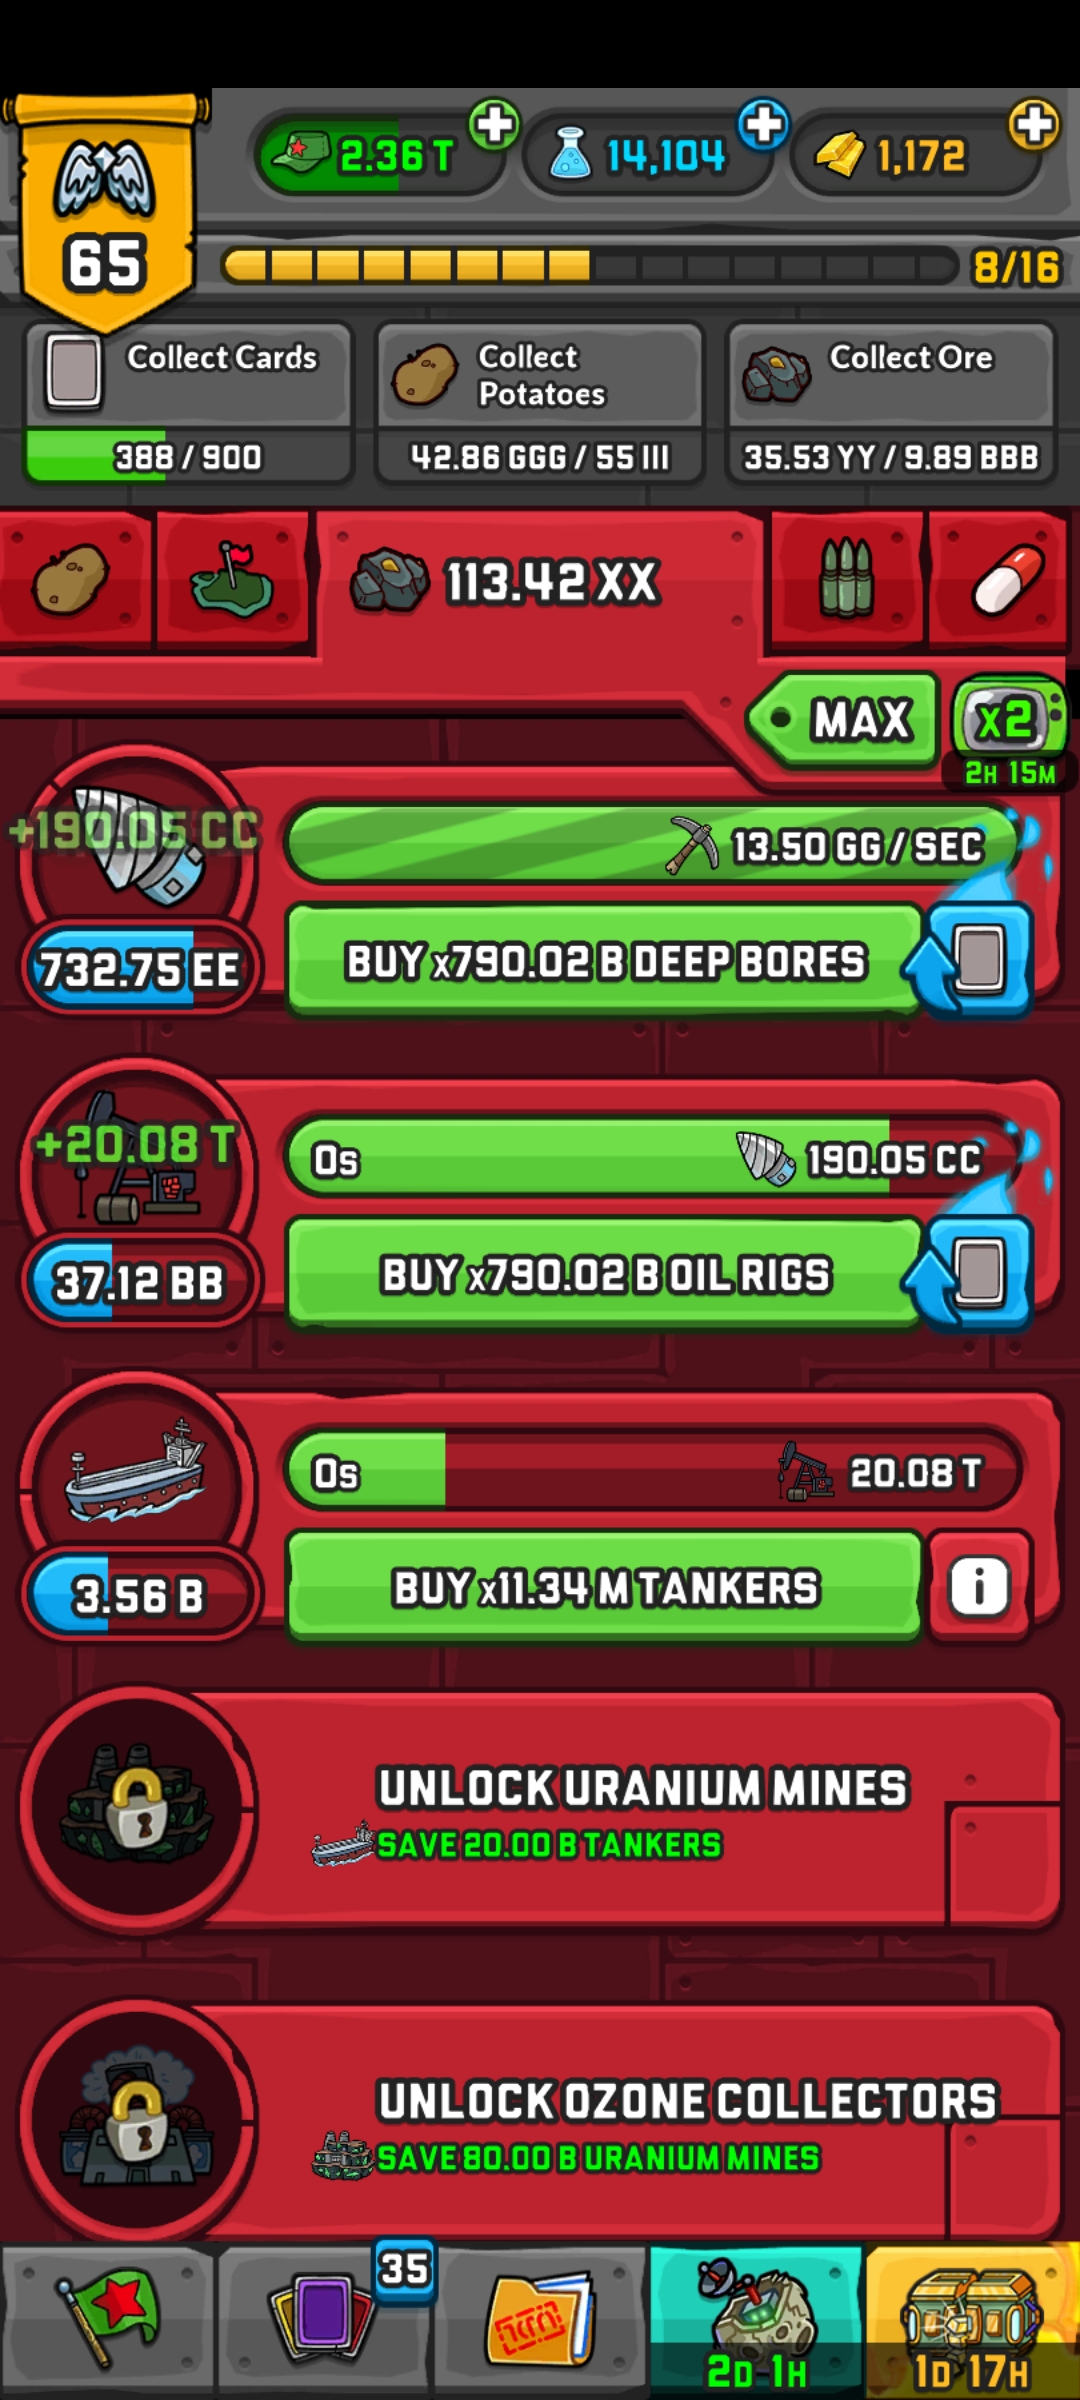 2.36 T
14,104
1,172
65
8/16
Collect Cards
388 / 900
Collect
Potatoes
42.86 GGG / 55 III
Collect Ore
35.53 YY / 9.89 BBB
113.42 XX
MAX
x2
2H 15M
+190.05 CC
13.50 GG / SEC
732.75 EE
BUY x790.02 B DEEP BORES
+20.08 T
0s
190.05 CC
37.12 BB
BUY x790.02 B OIL RIGS
0s
20.08 T
3.56 B
BUY x11.34 M TANKERS
i
UNLOCK URANIUM MINES
SAVE 20.00 B TANKERS
UNLOCK OZONE COLLECTORS
SAVE 80.00 B URANIUM MINES
35
2D 1H
1D 17H